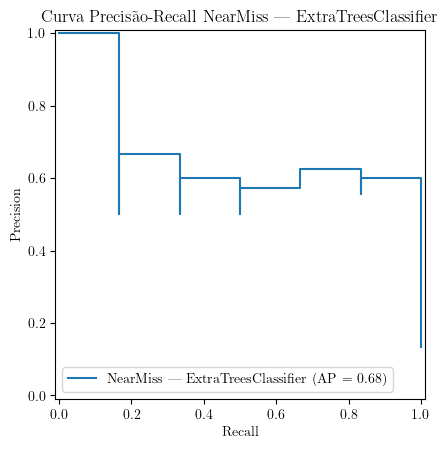 Curva Precisão-Recall NearMiss — ExtraTreesClassifier
1.0
0.8
0.6
0.4
0.2
0.0
Precision
NearMiss — ExtraTreesClassifier (AP = 0.68)
0.0 0.2 0.4 0.6 0.8 1.0
Recall